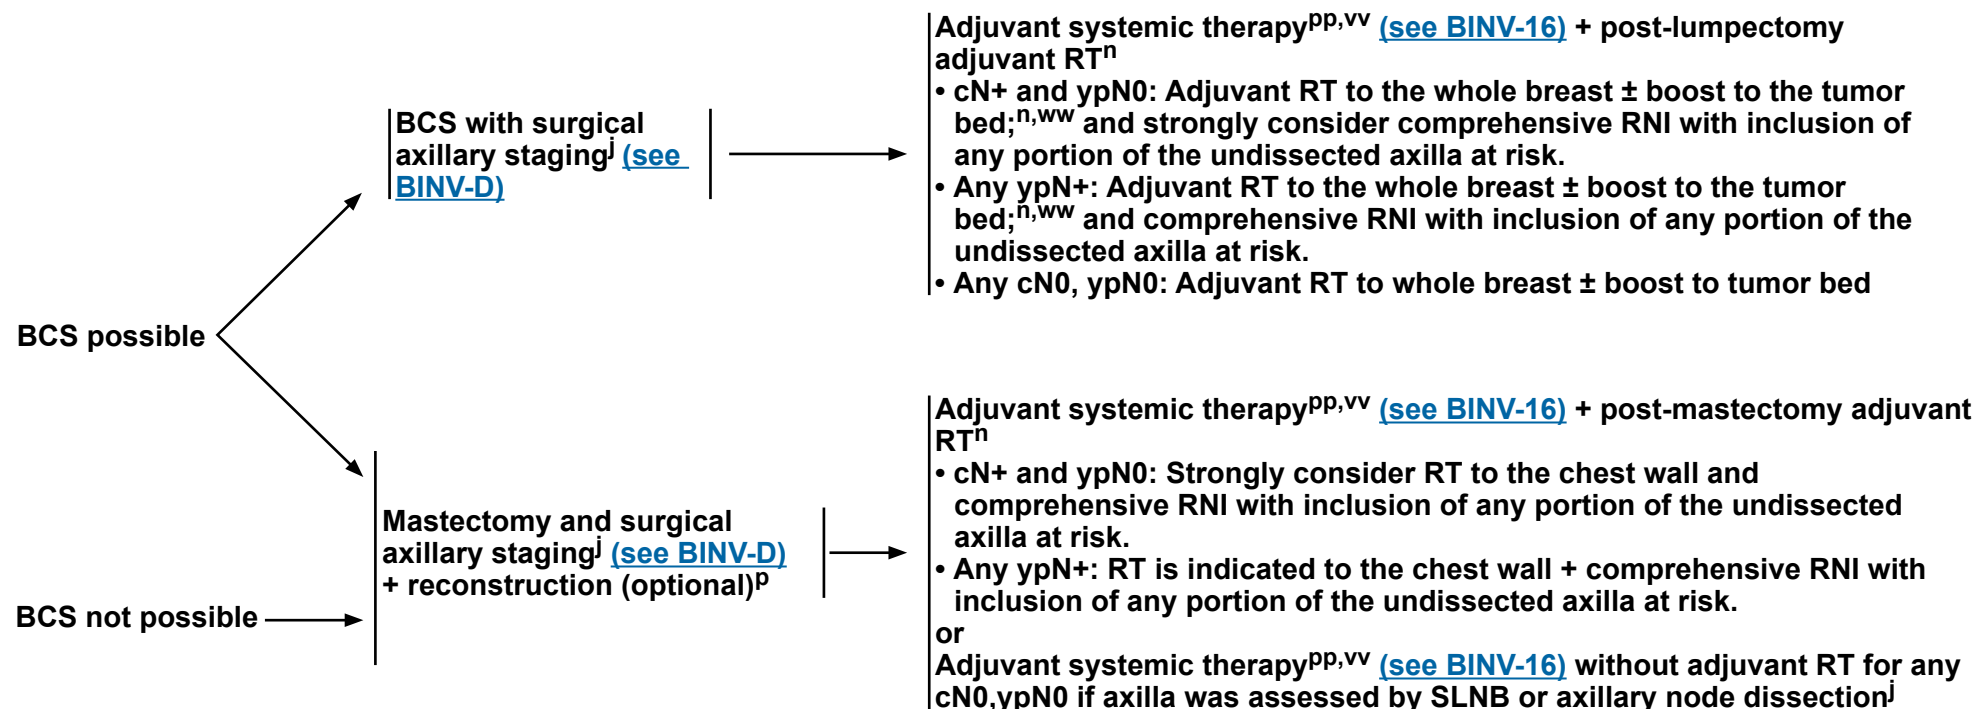 Adjuvant systemic therapypp,vv (see BINV-16) + post-lumpectomy
adjuvant RTn
• cN+ and ypN0: Adjuvant RT to the whole breast ± boost to the tumor
bed;n,ww and strongly consider comprehensive RNI with inclusion of
any portion of the undissected axilla at risk.
• Any ypN+: Adjuvant RT to the whole breast ± boost to the tumor
bed;n,ww and comprehensive RNI with inclusion of any portion of the
undissected axilla at risk.
• Any cN0, ypN0: Adjuvant RT to whole breast ± boost to tumor bed
BCS with surgical
axillary stagingj (see
BINV-D)
BCS possible
Adjuvant systemic therapypp,vv (see BINV-16) + post-mastectomy adjuvant
RTn
• cN+ and ypN0: Strongly consider RT to the chest wall and
comprehensive RNI with inclusion of any portion of the undissected
axilla at risk.
• Any ypN+: RT is indicated to the chest wall + comprehensive RNI with
inclusion of any portion of the undissected axilla at risk.
or
Adjuvant systemic therapypp,vv (see BINV-16) without adjuvant RT for any
cN0,ypN0 if axilla was assessed by SLNB or axillary node dissectionj
Mastectomy and surgical
axillary stagingj (see BINV-D)
+ reconstruction (optional)p
BCS not possible